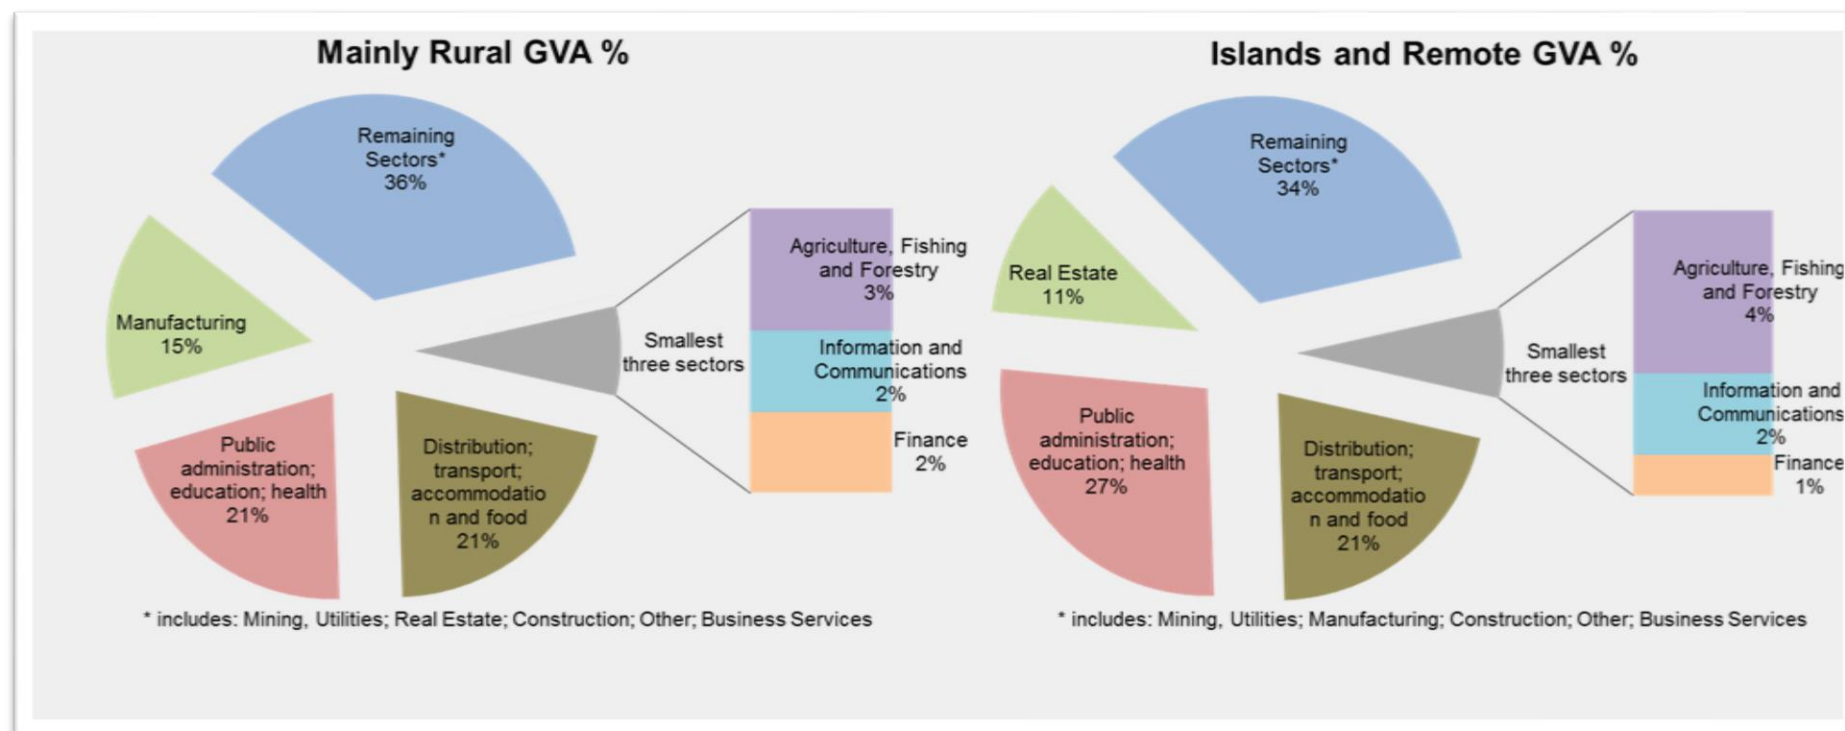 Mainly Rural GVA %
Remaining
Sectors*
36%
Manufacturing
15%
Public
administration;
education; health
21%
Distribution;
transport;
accommodatio
n and food
21%
Smallest
three sectors
Agriculture, Fishing
and Forestry
3%
Information and
Communications
2%
Finance
2%
* includes: Mining, Utilities; Real Estate; Construction; Other; Business Services
Islands and Remote GVA %
Remaining
Sectors*
34%
Real Estate
11%
Public
administration;
education; health
27%
Distribution;
transport;
accommodatio
n and food
21%
Smallest
three sectors
Agriculture, Fishing
and Forestry
4%
Information and
Communications
2%
Finance
1%
* includes: Mining, Utilities; Manufacturing; Construction; Other; Business Services